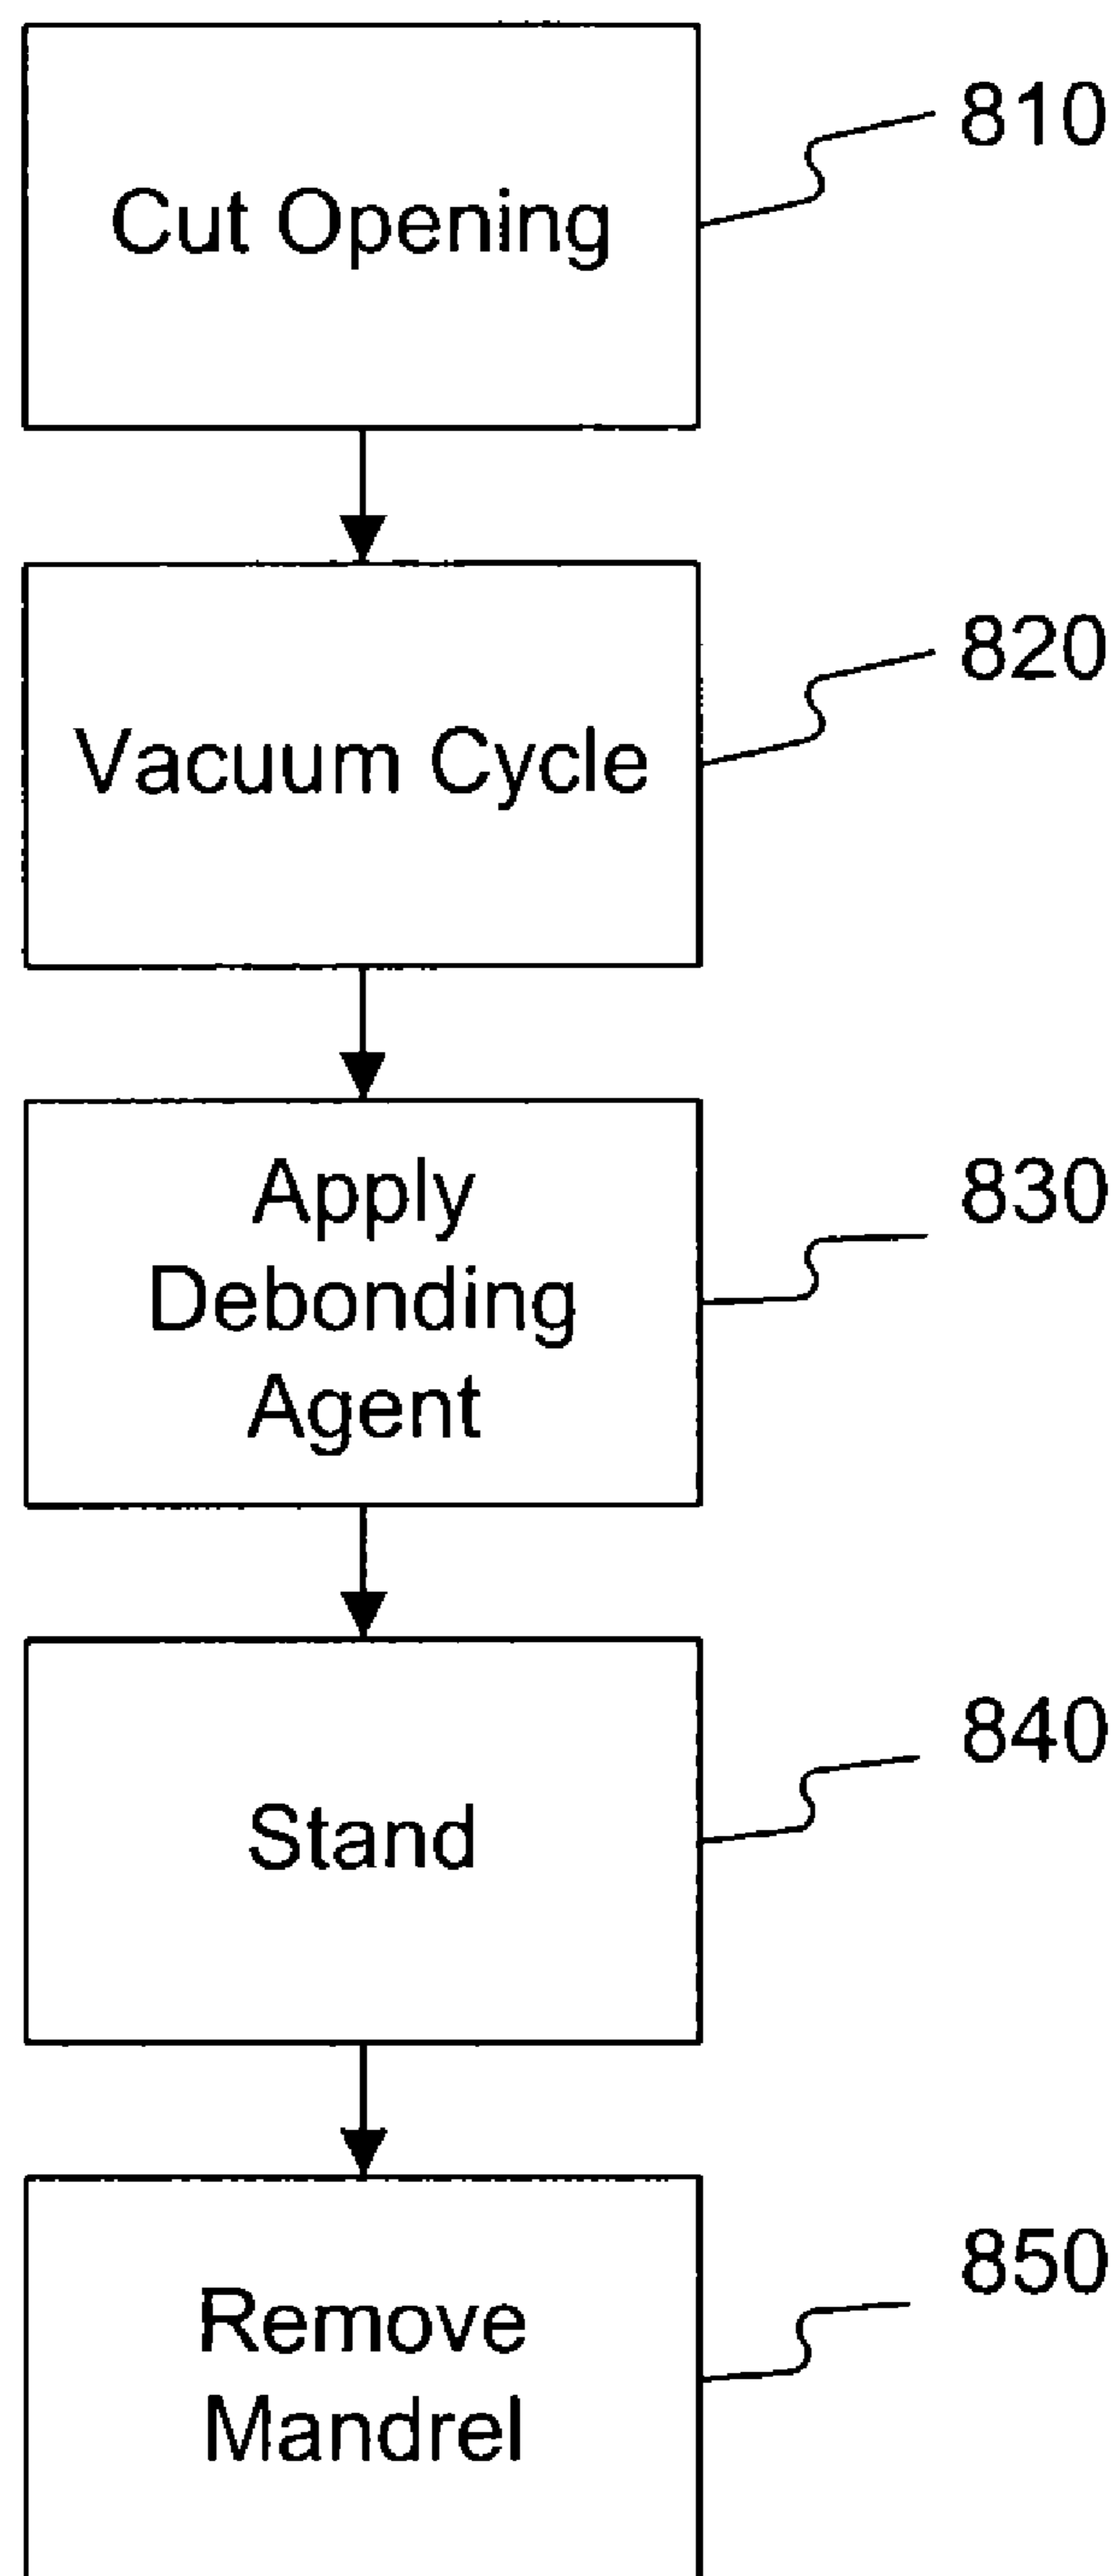 Cut Opening
810
Vacuum Cycle
820
Apply
Debonding
Agent
830
Stand
840
Remove
Mandrel
850